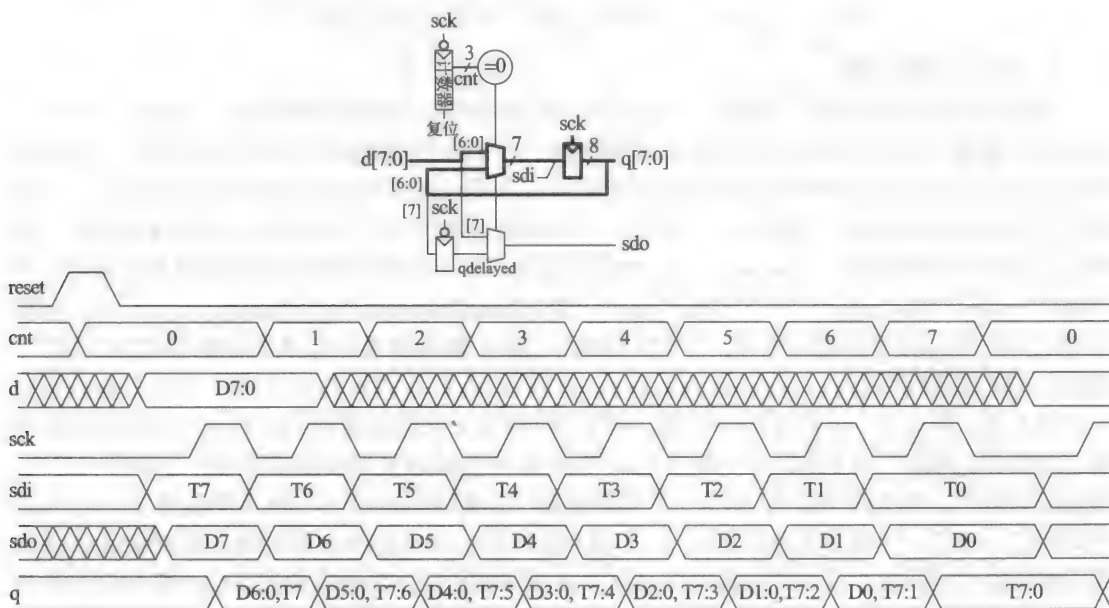 sck
3
=0
cnt
复位
[6:0]
7
sck
8
d[7:0]
q[7:0]
sdi
[6:0]
[7]
sck
[7]
sdo
qdelayed
reset
cnt 0 1 2 3 4 5 6 7 0
d D7:0
sck
sdi T7 T6 T5 T4 T3 T2 T1 T0
sdo D7 D6 D5 D4 D3 D2 D1 D0
q D6:0,T7 D5:0, T7:6 D4:0, T7:5 D3:0, T7:4 D2:0, T7:3 D1:0,T7:2 D0, T7:1 T7:0